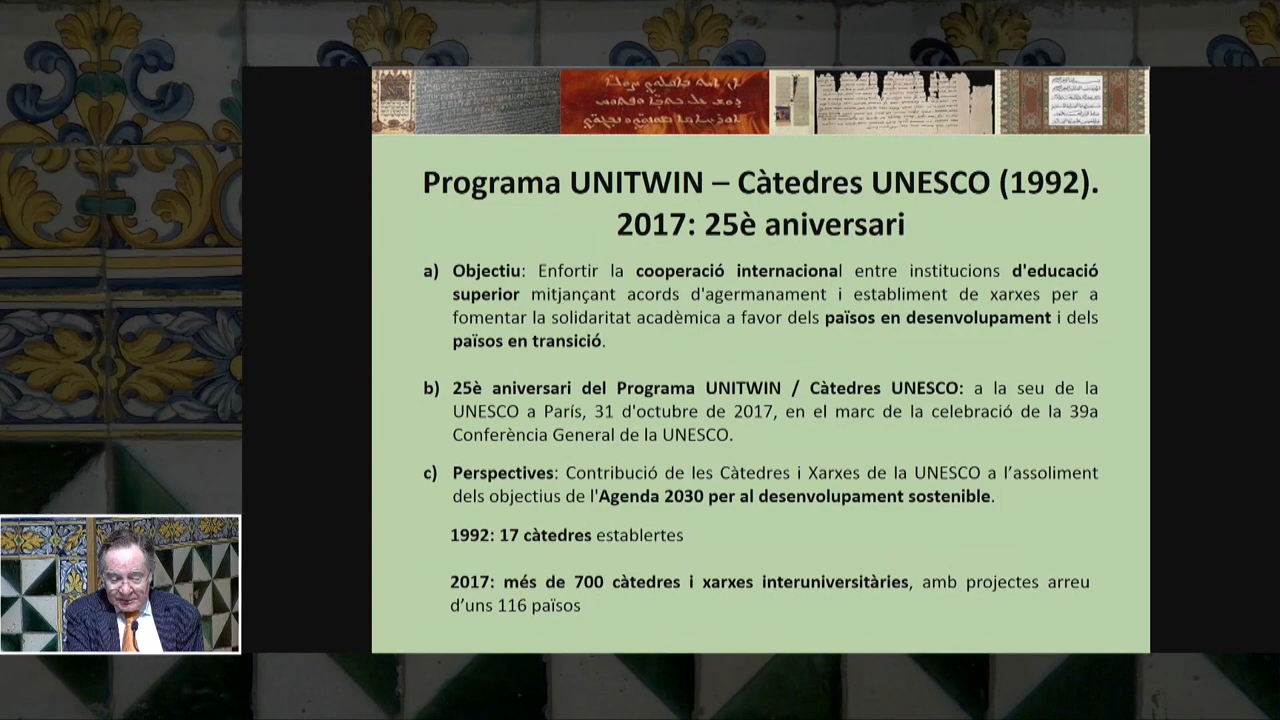 Programa UNITWIN – Càtedres UNESCO (1992).
2017: 25è aniversari
a) Objectiu: Enfortir la cooperació internacional entre institucions d'educació
superior mitjançant acords d'agermanament i establiment de xarxes per a
fomentar la solidaritat acadèmica a favor dels països en desenvolupament i dels
països en transició.
b) 25è aniversari del Programa UNITWIN / Càtedres UNESCO: a la seu de la
UNESCO a París, 31 d'octubre de 2017, en el marc de la celebració de la 39a
Conferència General de la UNESCO.
c) Perspectives: Contribució de les Càtedres i Xarxes de la UNESCO a l’assoliment
dels objectius de l'Agenda 2030 per al desenvolupament sostenible.
1992: 17 càtedres establertes
2017: més de 700 càtedres i xarxes interuniversitàries, amb projectes arreu
d’uns 116 països